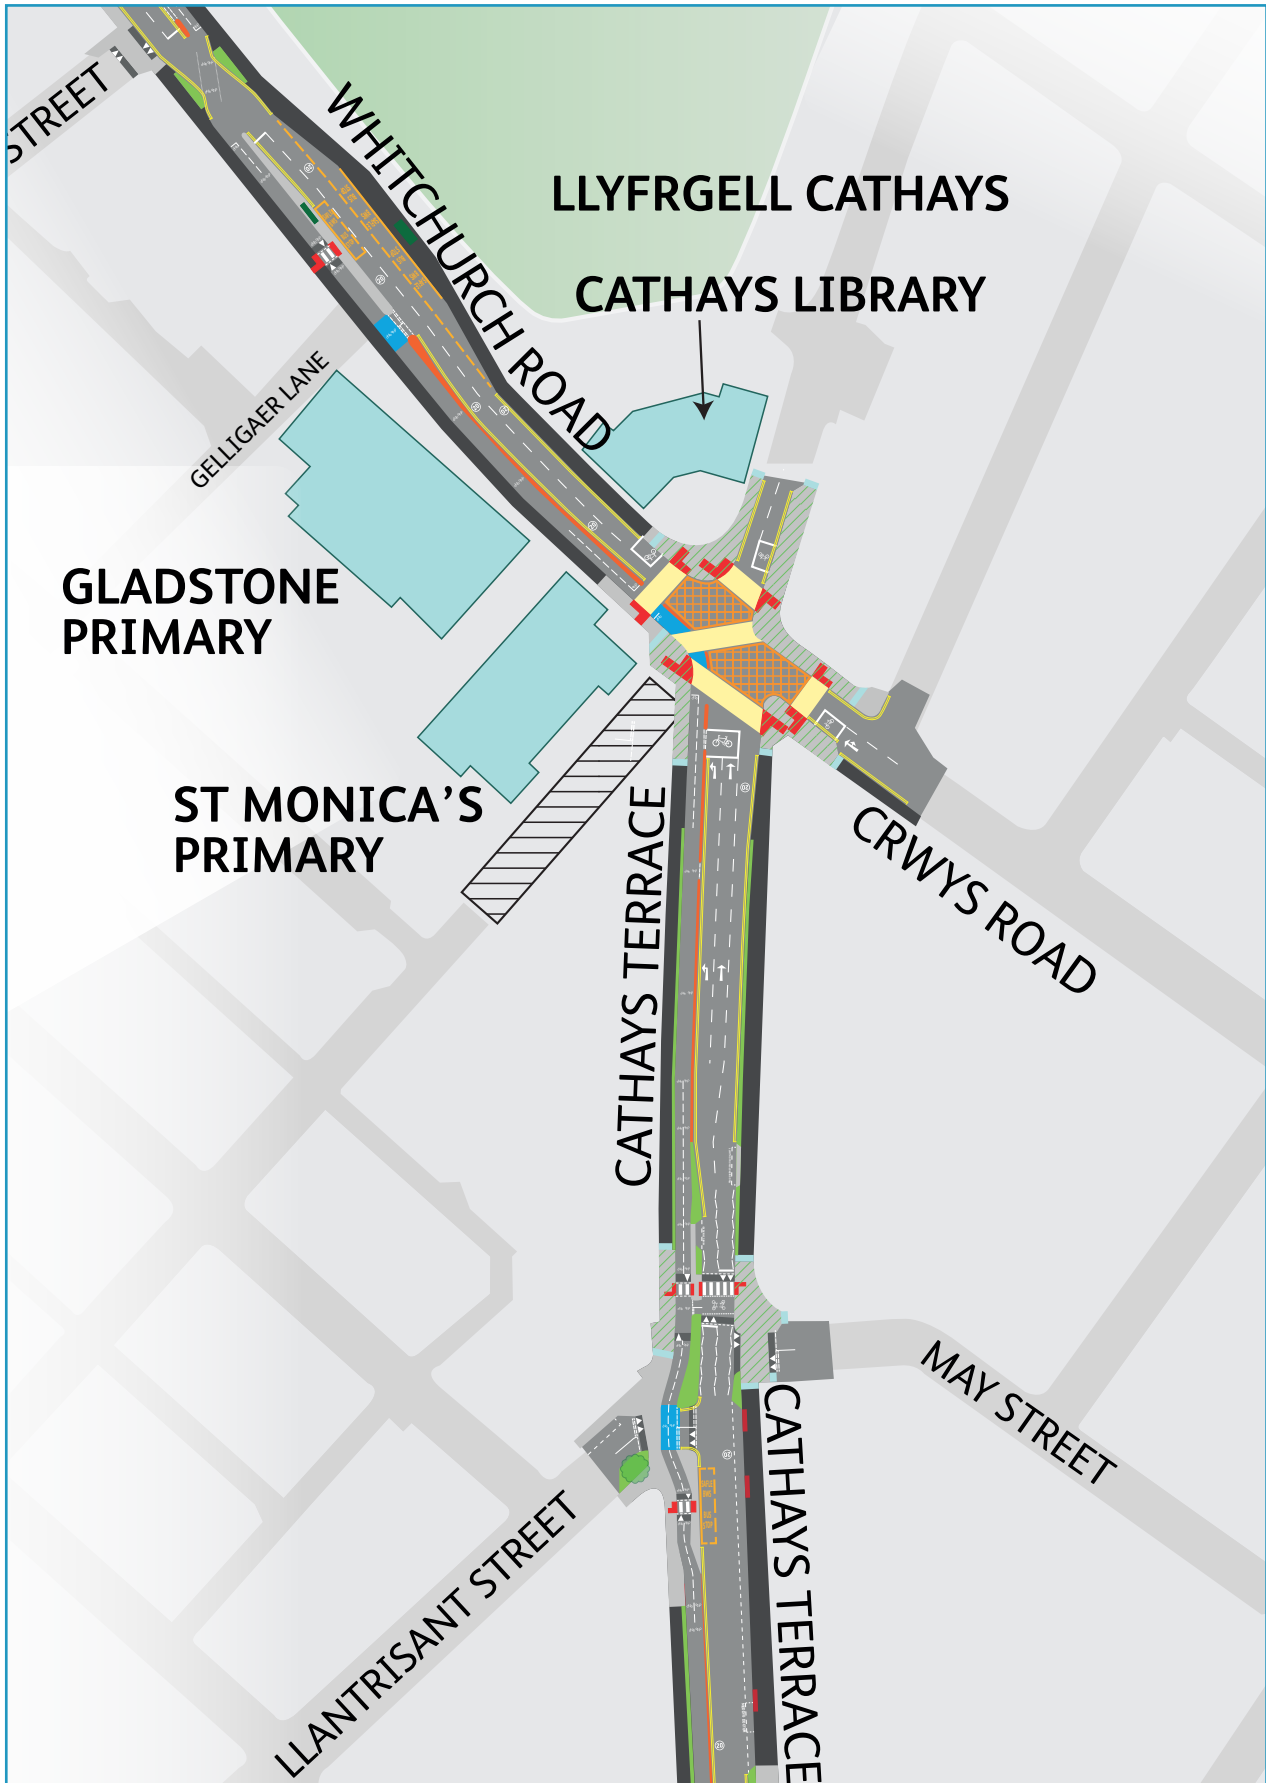 STREET
WHITCHURCH ROAD
LLYFRGELL CATHAYS
CATHAYS LIBRARY
GELLIGAER LANE
GLADSTONE
PRIMARY
ST MONICA’S
PRIMARY
CATHAYS TERRACE
CRWYS ROAD
MAY STREET
CATHAYS TERRACE
LLANTRISANT STREET